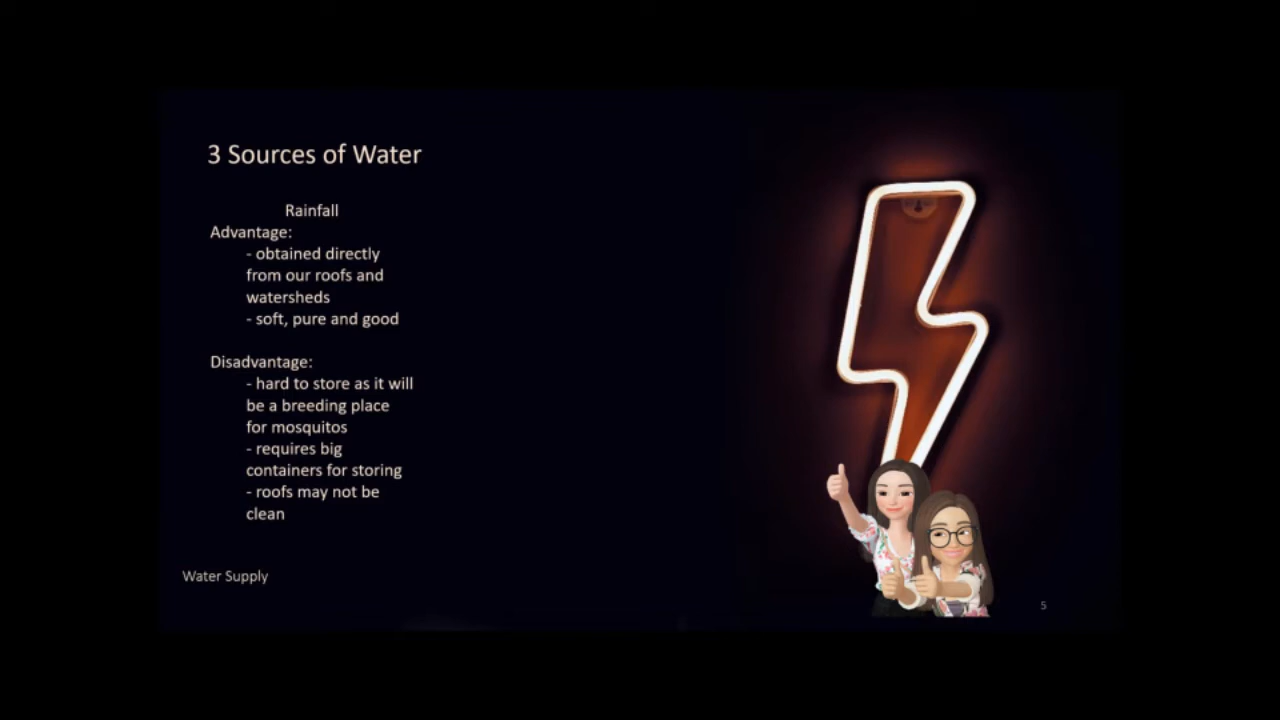 3 Sources of Water
Rainfall
Advantage:
- obtained directly
from our roofs and
watersheds
- soft, pure and good
Disadvantage:
- hard to store as it will
be a breeding place
for mosquitos
- requires big
containers for storing
- roofs may not be
clean
Water Supply
5